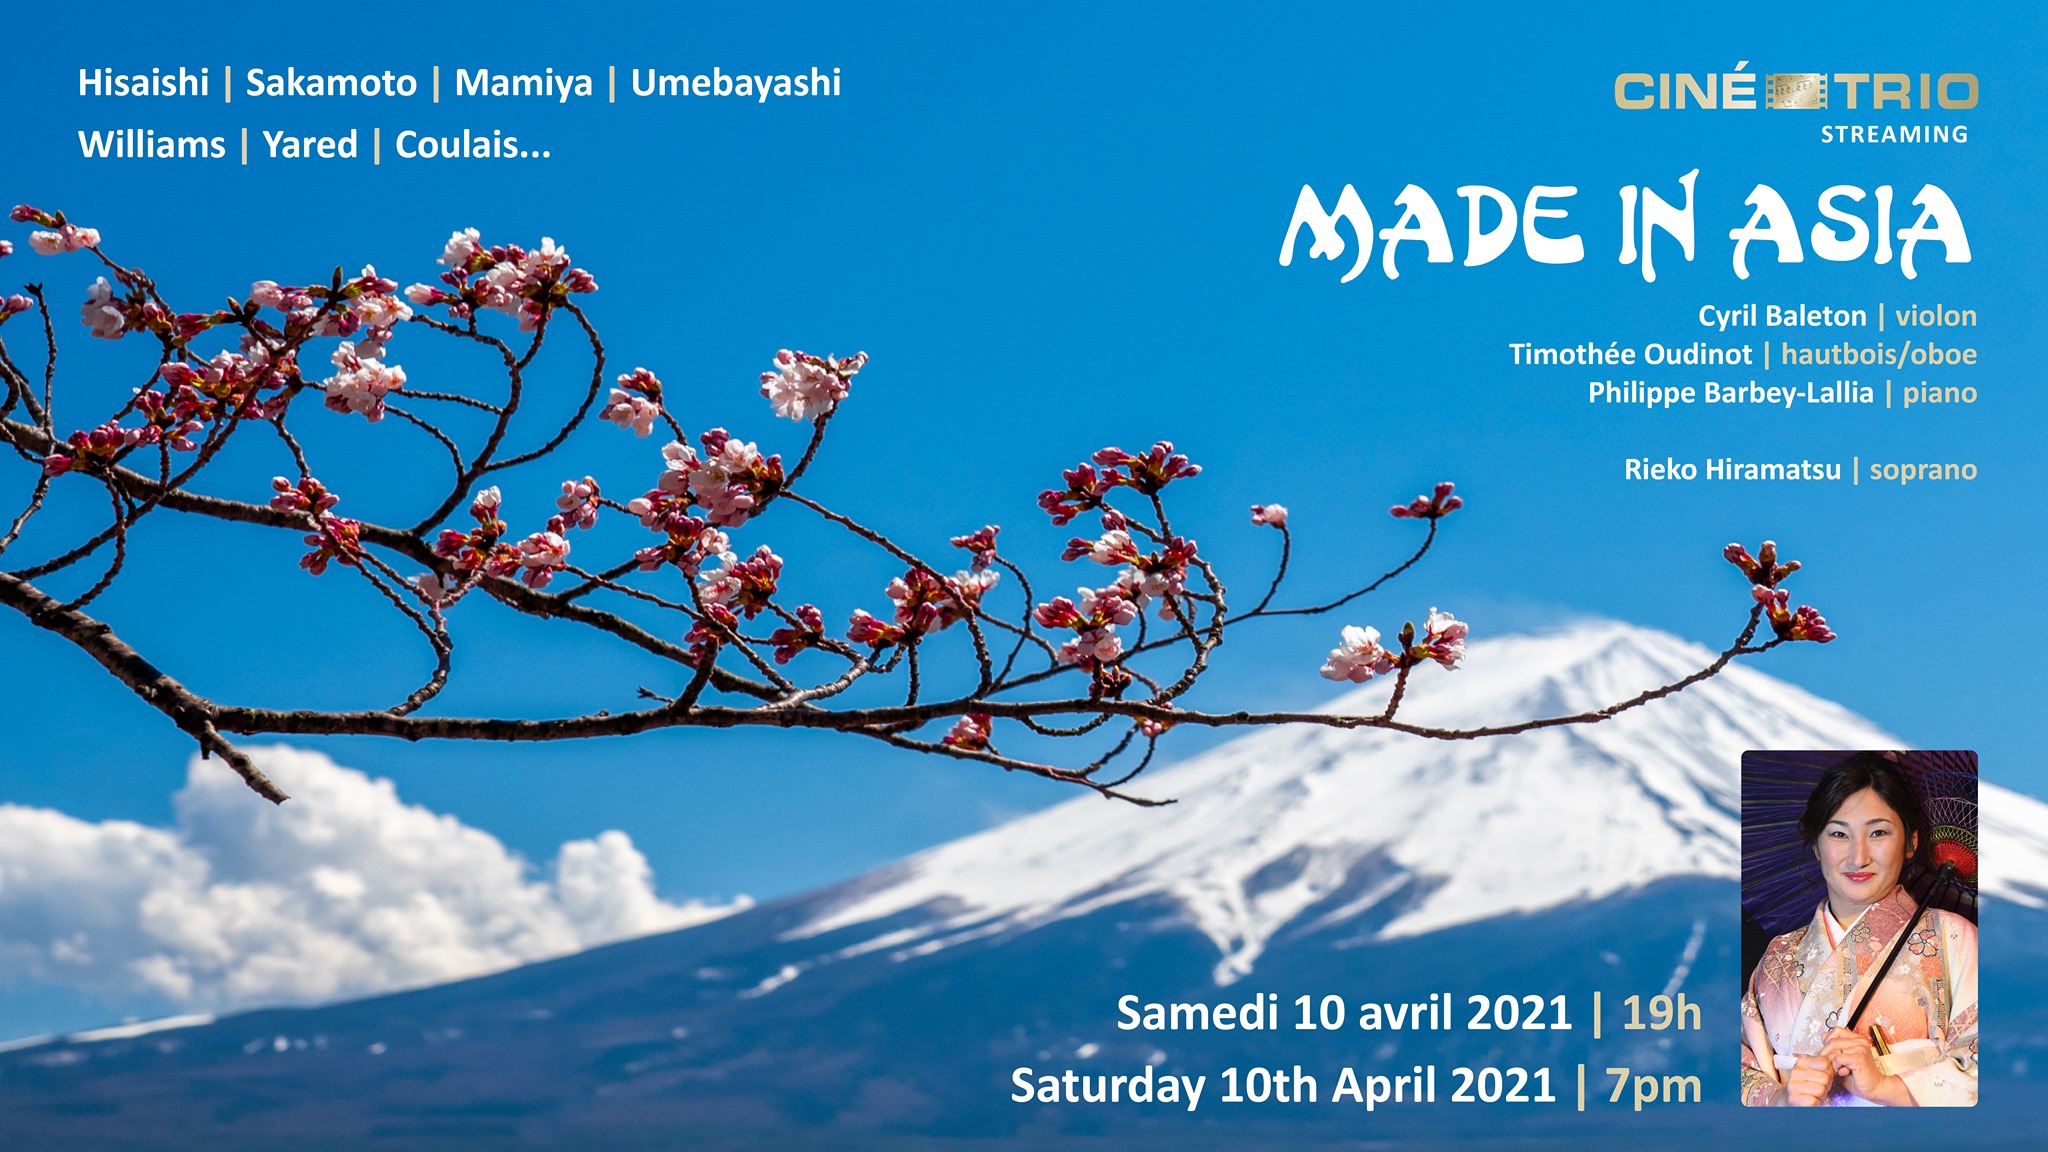 Hisaishi | Sakamoto | Mamiya | Umebayashi
Williams | Yared | Coulais...
CINÉ TRIO
STREAMING
MADE IN ASIA
Cyril Baleton | violon
Timothée Oudinot | hautbois/oboe
Philippe Barbey-Lallia | piano
Rieko Hiramatsu | soprano
Samedi 10 avril 2021 | 19h
Saturday 10th April 2021 | 7pm